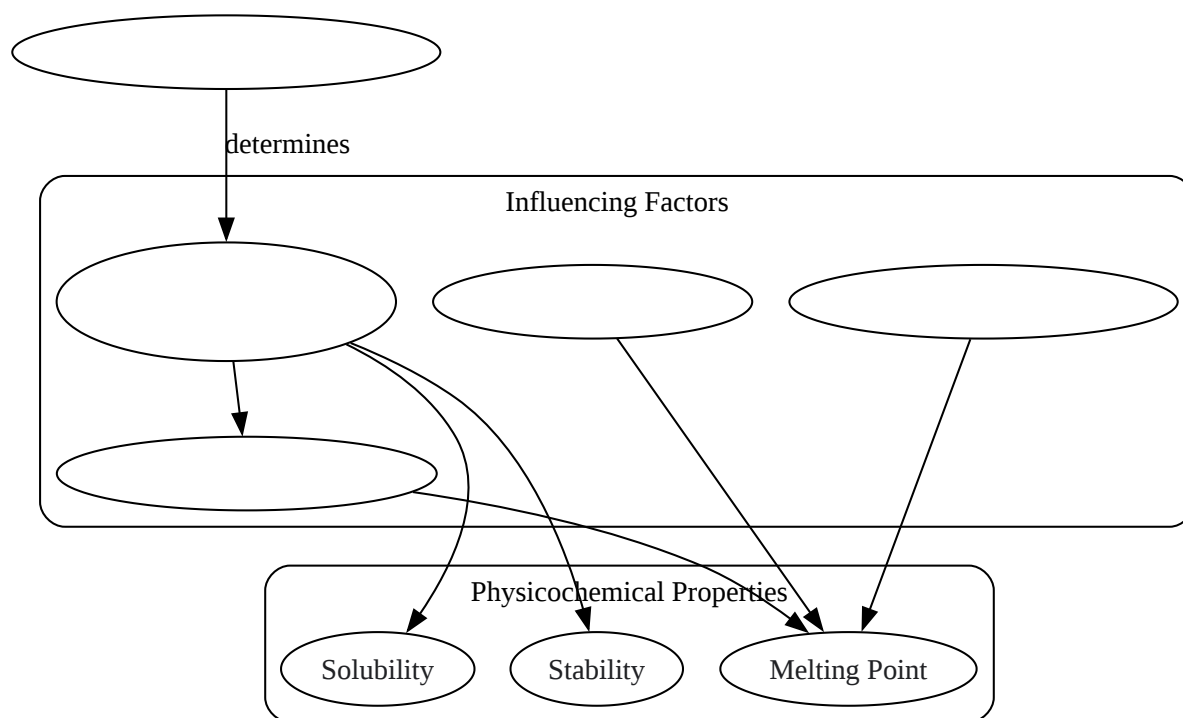 determines
Influencing Factors
Physicochemical Properties
Solubility
Stability
Melting Point